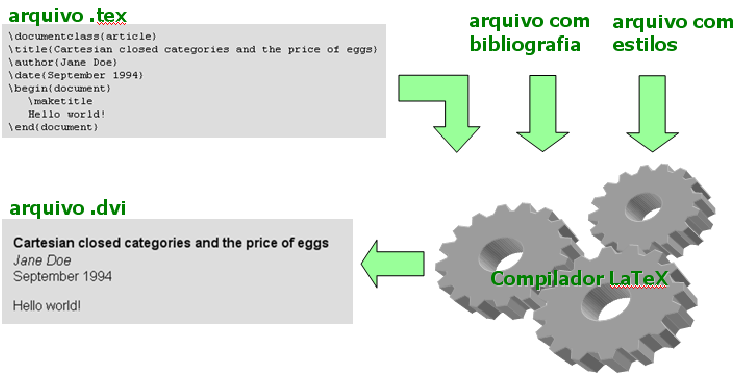 arquivo .tex
\documentclass{article}
\title{Cartesian closed categories and the price of eggs}
\author{Jane Doe}
\date{September 1994}
\begin{document}
\maketitle
Hello world!
\end{document}
arquivo com
bibliografia
arquivo com
estilos
arquivo .dvi
Cartesian closed categories and the price of eggs
Jane Doe
September 1994
Hello world!
Compilador LaTeX